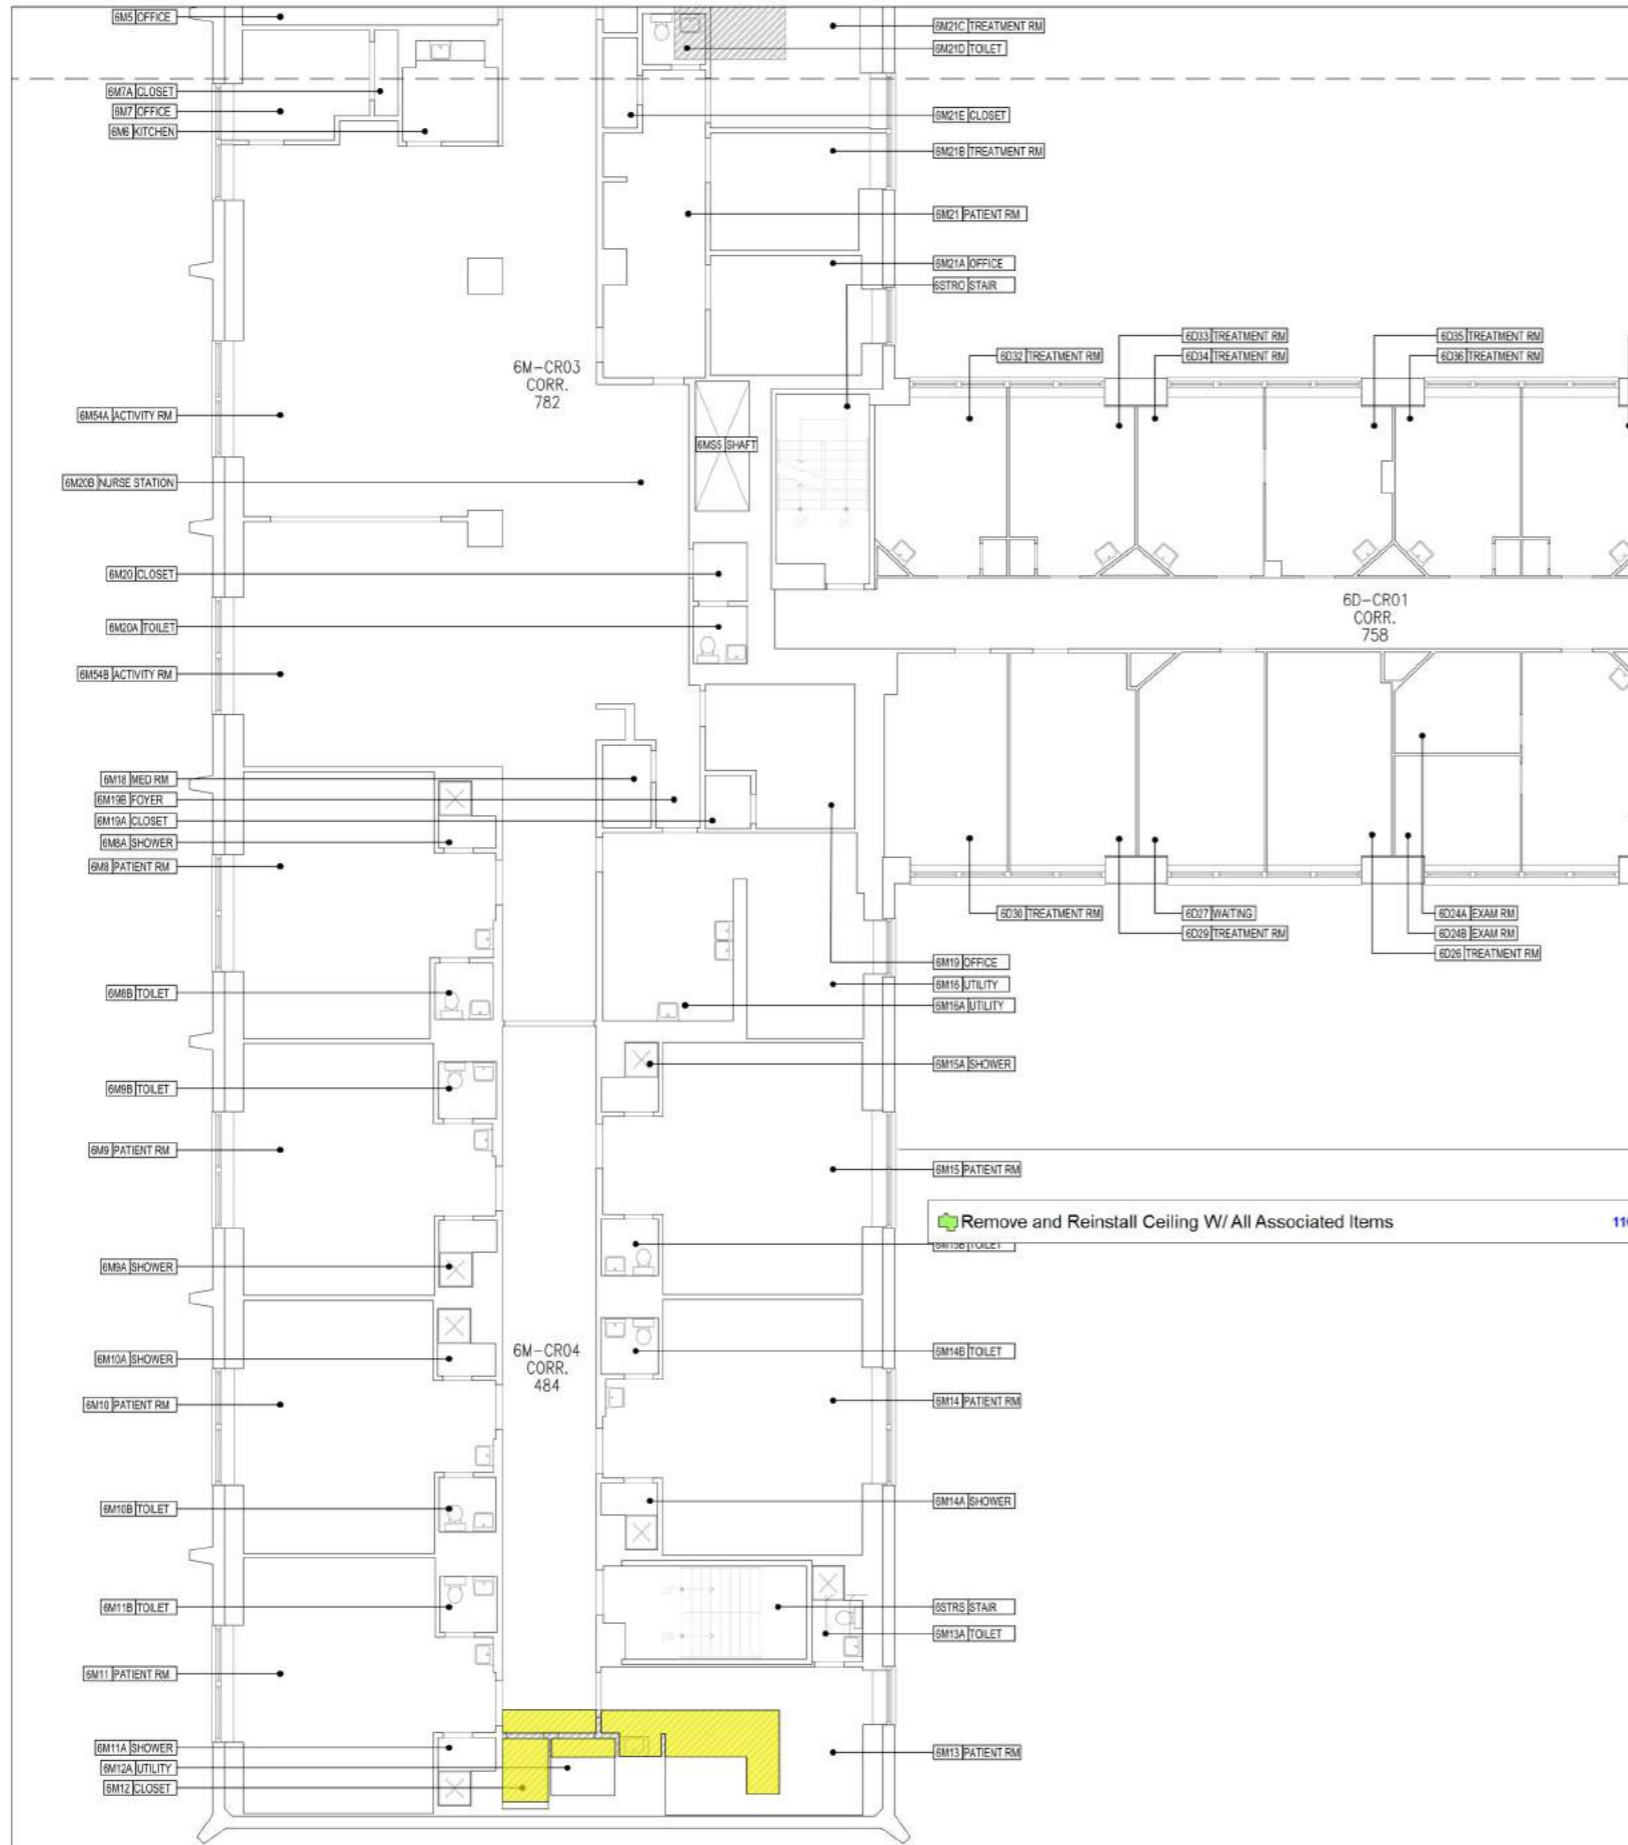 6M5 OFFICE
6M7A CLOSET
6M7 OFFICE
6M6 KITCHEN
6M21C TREATMENT RM
6M21D TOILET
6M21E CLOSET
6M21B TREATMENT RM
6M21 PATIENT RM
6M21A OFFICE
6STRO STAIR
6M-CR03
CORR.
782
6D32 TREATMENT RM
6D33 TREATMENT RM
6D34 TREATMENT RM
6D35 TREATMENT RM
6D36 TREATMENT RM
6M54A ACTIVITY RM
6MS5 SHAFT
6M20B NURSE STATION
6M20 CLOSET
6M20A TOILET
6M54B ACTIVITY RM
6D-CR01
CORR.
758
6M18 MED RM
6M19B FOYER
6M19A CLOSET
6M8A SHOWER
6M8 PATIENT RM
6D30 TREATMENT RM
6D27 WAITING
6D29 TREATMENT RM
6D24A EXAM RM
6D24B EXAM RM
6D26 TREATMENT RM
6M19 OFFICE
6M16 UTILITY
6M16A UTILITY
6M8B TOILET
6M15A SHOWER
6M9B TOILET
6M9 PATIENT RM
6M15 PATIENT RM
Remove and Reinstall Ceiling W/ All Associated Items
6M15B TOILET
6M9A SHOWER
6M-CR04
CORR.
484
6M10A SHOWER
6M14B TOILET
6M10 PATIENT RM
6M14 PATIENT RM
6M10B TOILET
6M14A SHOWER
6M11B TOILET
6STRS STAIR
6M13A TOILET
6M11 PATIENT RM
6M11A SHOWER
6M12A UTILITY
6M12 CLOSET
6M13 PATIENT RM